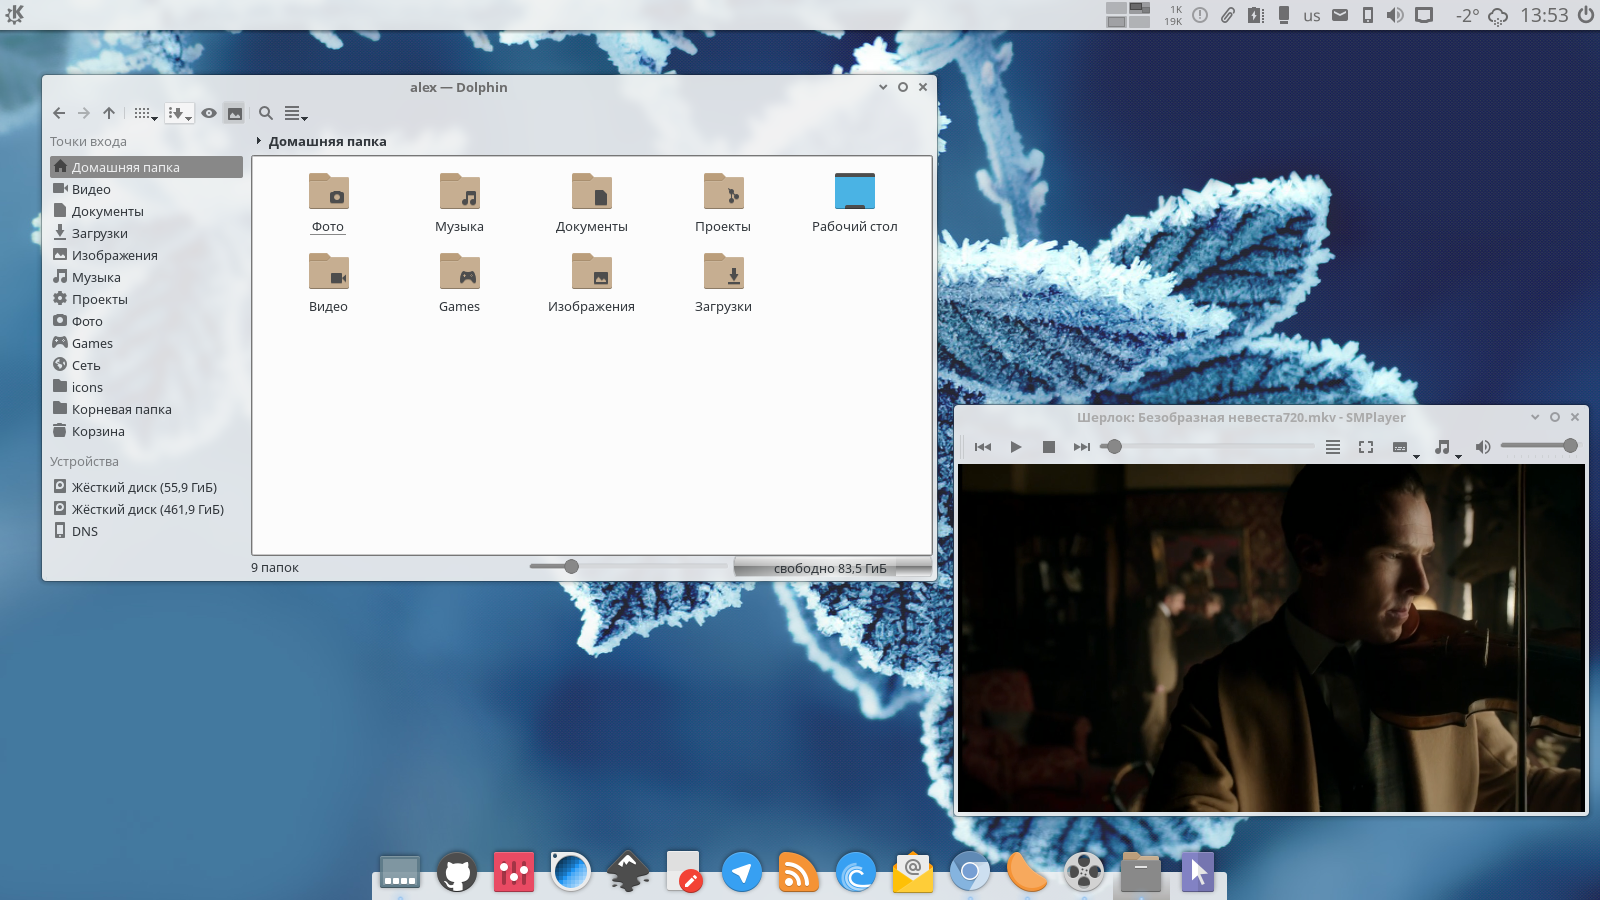 1K
19K
us
-2°
13:53
alex — Dolphin
Точки входа
Домашняя папка
Домашняя папка
Видео
Документы
Загрузки
Изображения
Музыка
Проекты
Фото
Games
Сеть
icons
Корневая папка
Корзина
Устройства
Жёсткий диск (55,9 ГиБ)
Жёсткий диск (461,9 ГиБ)
DNS
Фото
Музыка
Документы
Проекты
Рабочий стол
Видео
Games
Изображения
Загрузки
9 папок
свободно 83,5 ГиБ
Шерлок: Безобразная невеста720.mkv - SMPlayer